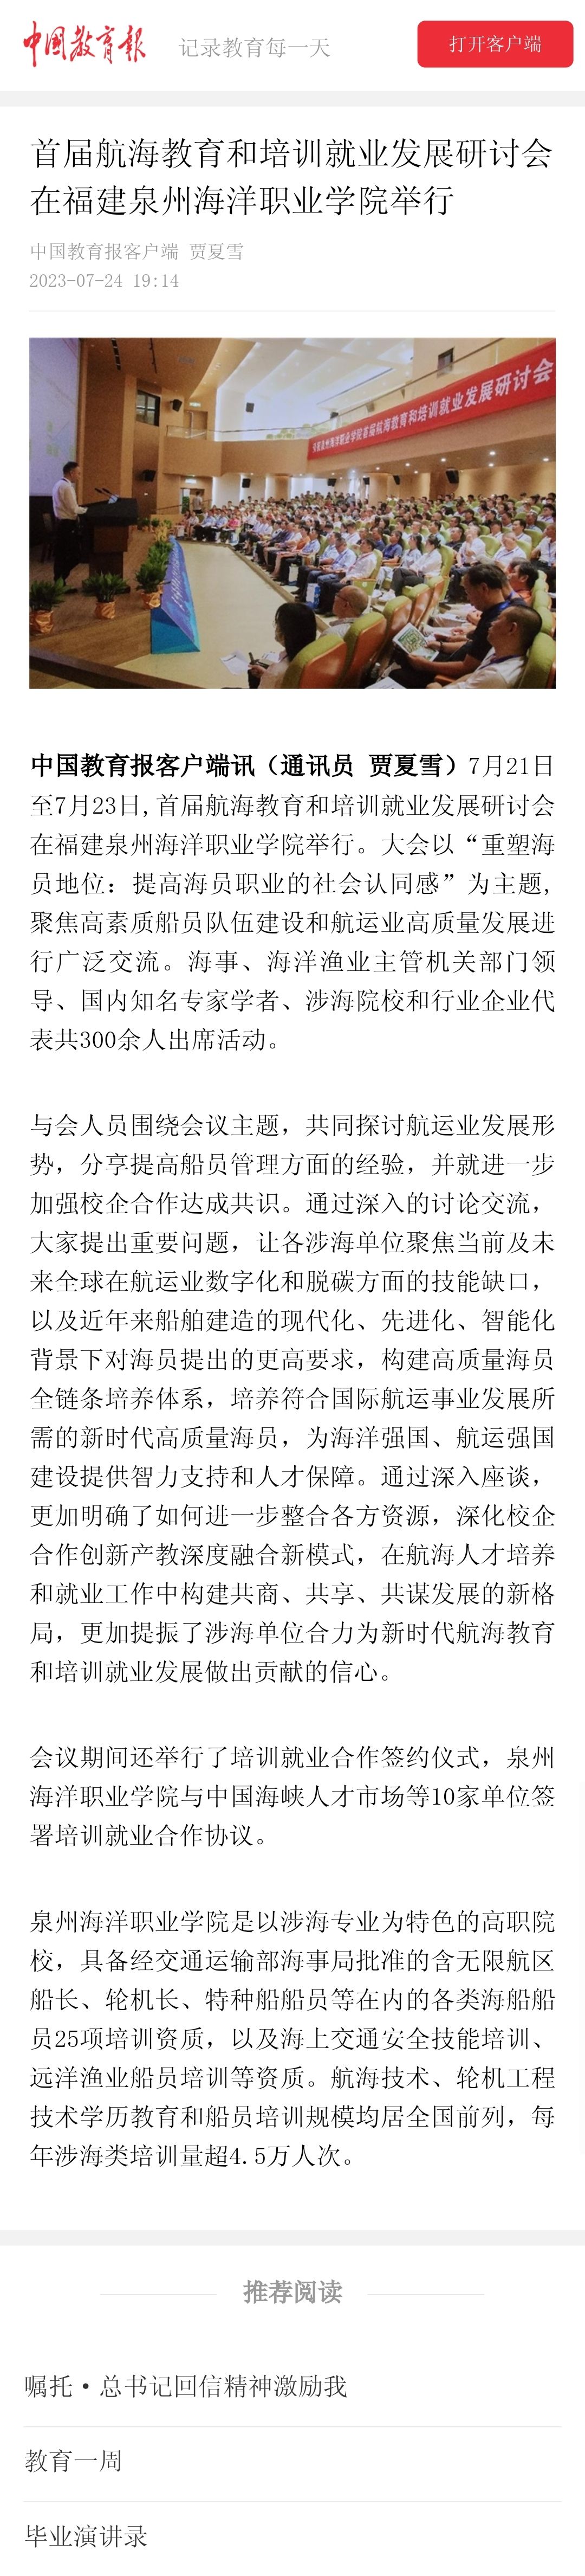 中国教育報
记录教育每一天
打开客户端
首届航海教育和培训就业发展研讨会
在福建泉州海洋职业学院举行
中国教育报客户端 贾夏雪
2023-07-24 19:14
泉州海洋职业学院首届航海教育和培训就业发展研讨会
中国教育报客户端讯（通讯员 贾夏雪）7月21日
至7月23日,首届航海教育和培训就业发展研讨会
在福建泉州海洋职业学院举行。大会以“重塑海
员地位：提高海员职业的社会认同感”为主题,
聚焦高素质船员队伍建设和航运业高质量发展进
行广泛交流。海事、海洋渔业主管机关部门领
导、国内知名专家学者、涉海院校和行业企业代
表共300余人出席活动。
与会人员围绕会议主题，共同探讨航运业发展形
势，分享提高船员管理方面的经验，并就进一步
加强校企合作达成共识。通过深入的讨论交流，
大家提出重要问题，让各涉海单位聚焦当前及未
来全球在航运业数字化和脱碳方面的技能缺口，
以及近年来船舶建造的现代化、先进化、智能化
背景下对海员提出的更高要求，构建高质量海员
全链条培养体系，培养符合国际航运事业发展所
需的新时代高质量海员，为海洋强国、航运强国
建设提供智力支持和人才保障。通过深入座谈，
更加明确了如何进一步整合各方资源，深化校企
合作创新产教深度融合新模式，在航海人才培养
和就业工作中构建共商、共享、共谋发展的新格
局，更加提振了涉海单位合力为新时代航海教育
和培训就业发展做出贡献的信心。
会议期间还举行了培训就业合作签约仪式，泉州
海洋职业学院与中国海峡人才市场等10家单位签
署培训就业合作协议。
泉州海洋职业学院是以涉海专业为特色的高职院
校，具备经交通运输部海事局批准的含无限航区
船长、轮机长、特种船船员等在内的各类海船船
员25项培训资质，以及海上交通安全技能培训、
远洋渔业船员培训等资质。航海技术、轮机工程
技术学历教育和船员培训规模均居全国前列，每
年涉海类培训量超4.5万人次。
推荐阅读
嘱托·总书记回信精神激励我
教育一周
毕业演讲录